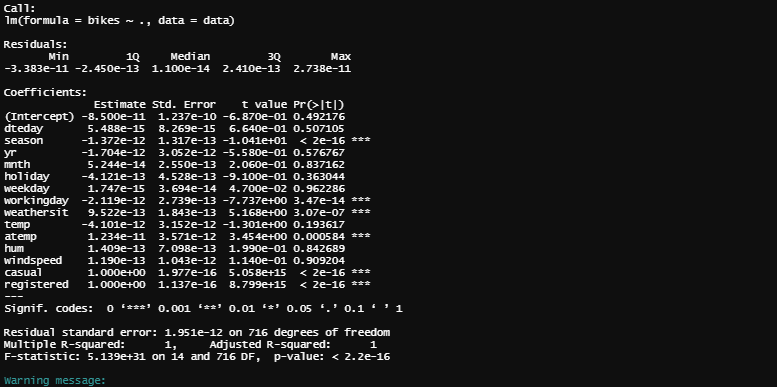 Call:
lm(formula = bikes ~ ., data = data)
Residuals:
Min 1Q Median 3Q Max
-3.383e-11 -2.450e-13 1.100e-14 2.410e-13 2.738e-11
Coefficients:
Estimate Std. Error t value Pr(>|t|)
(Intercept) -8.500e-11 1.237e-10 -6.870e-01 0.492176
dteday 5.488e-15 8.269e-15 6.640e-01 0.507105
season -1.372e-12 1.317e-13 -1.041e+01 < 2e-16 ***
yr -1.704e-12 3.052e-12 -5.580e-01 0.576767
mnth 5.244e-14 2.550e-13 2.060e-01 0.837162
holiday -4.121e-13 4.528e-13 -9.100e-01 0.363044
weekday 1.747e-15 3.694e-14 4.700e-02 0.962286
workingday -2.119e-12 2.739e-13 -7.737e+00 3.47e-14 ***
weathersit 9.522e-13 1.843e-13 5.168e+00 3.07e-07 ***
temp -4.101e-12 3.152e-12 -1.301e+00 0.193617
atemp 1.234e-11 3.571e-12 3.454e+00 0.000584 ***
hum 1.409e-13 7.098e-13 1.990e-01 0.842689
windspeed 1.190e-13 1.043e-12 1.140e-01 0.909204
casual 1.000e+00 1.977e-16 5.058e+15 < 2e-16 ***
registered 1.000e+00 1.137e-16 8.799e+15 < 2e-16 ***
---
Signif. codes: 0 ‘***’ 0.001 ‘**’ 0.01 ‘*’ 0.05 ‘.’ 0.1 ‘ ’ 1
Residual standard error: 1.951e-12 on 716 degrees of freedom
Multiple R-squared: 1, Adjusted R-squared: 1
F-statistic: 5.139e+31 on 14 and 716 DF, p-value: < 2.2e-16
Warning message: